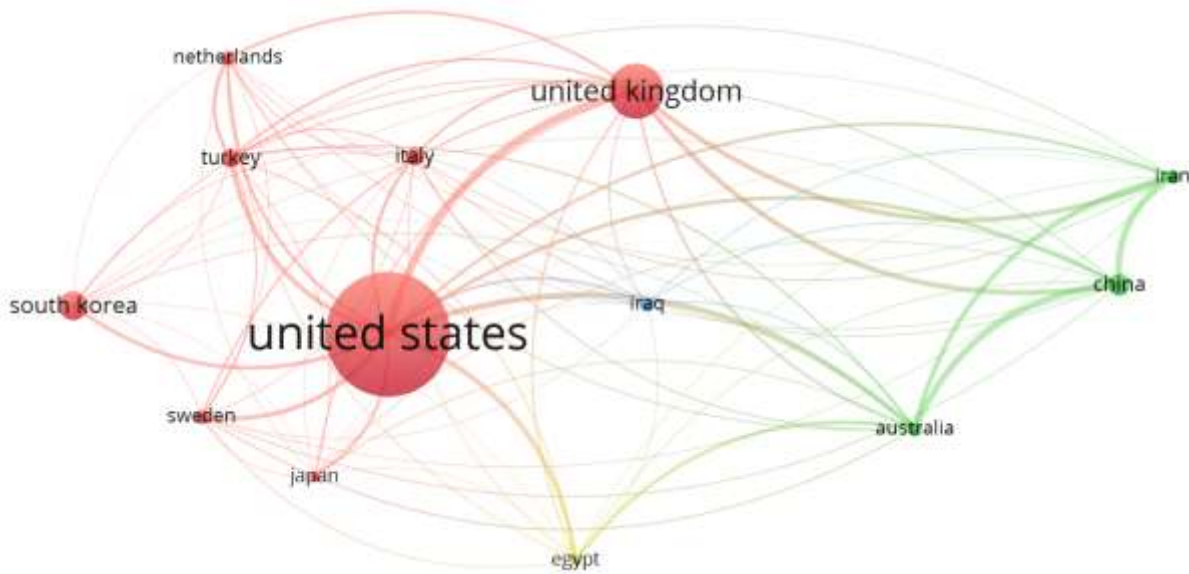 netherlands
united kingdom
turkey
italy
iran
china
south korea
iraq
united states
sweden
australia
japan
egypt